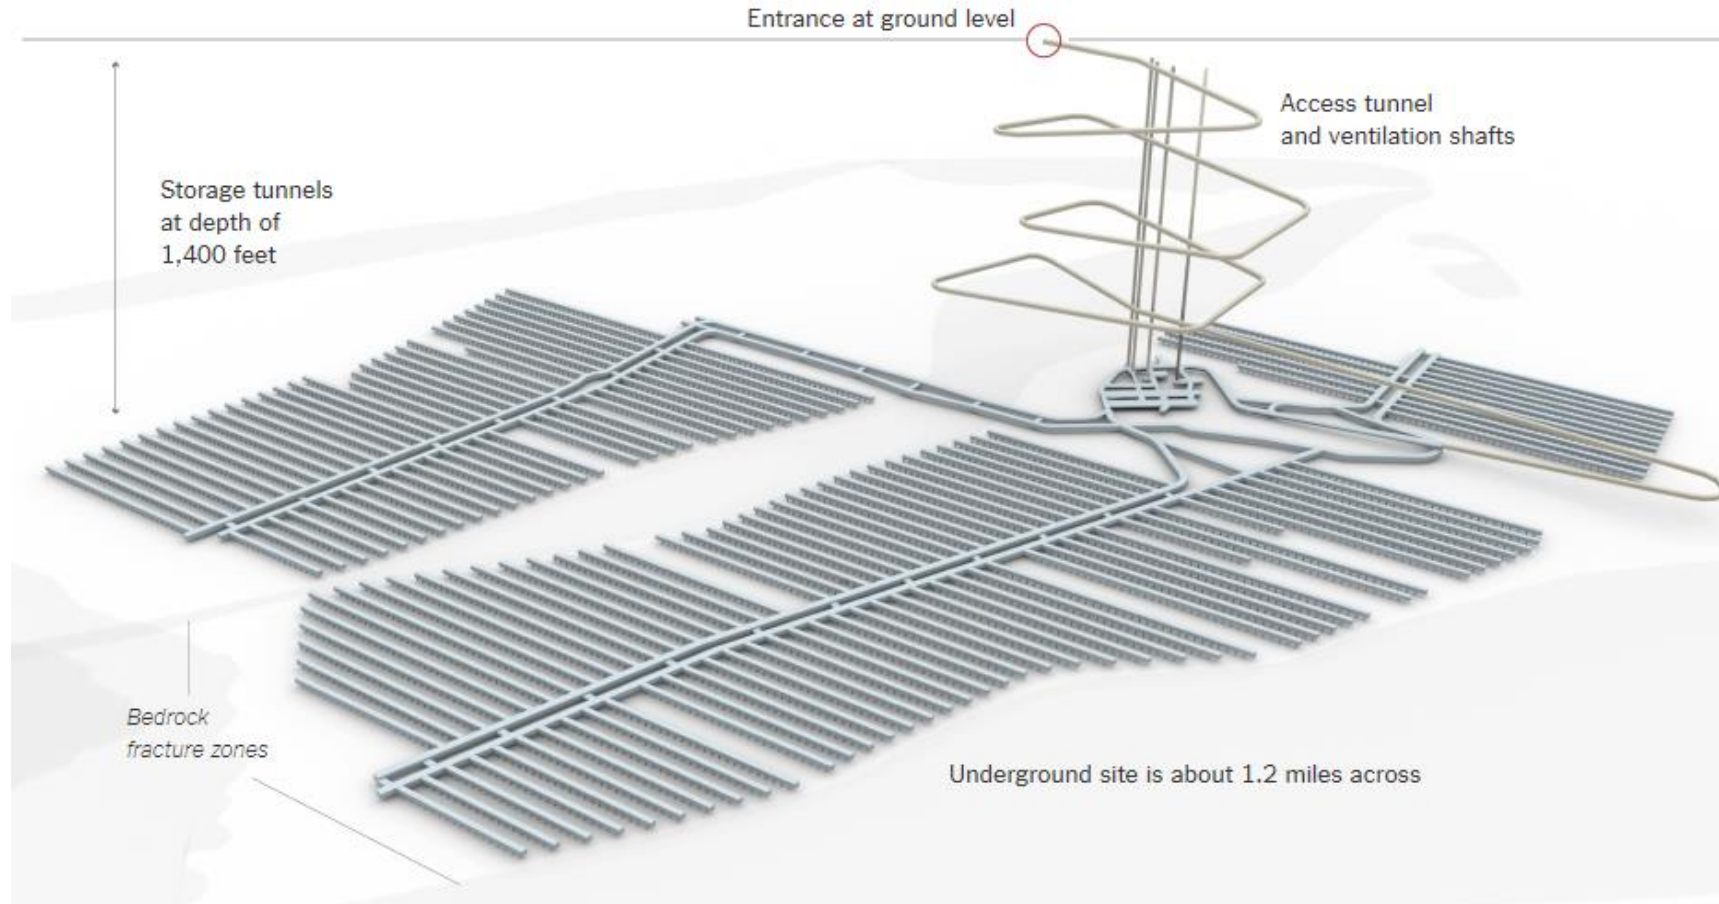 Entrance at ground level
Access tunnel
and ventilation shafts
Storage tunnels
at depth of
1,400 feet
Bedrock
fracture zones
Underground site is about 1.2 miles across